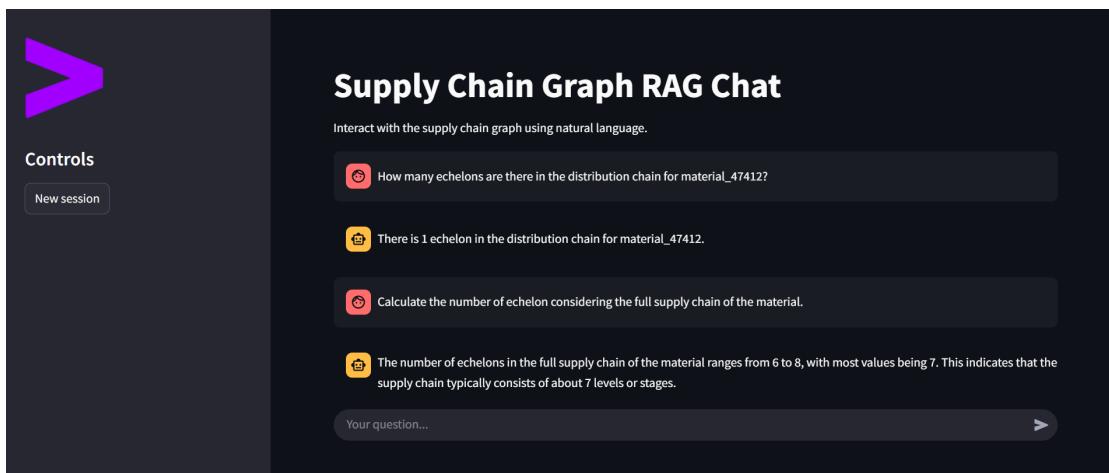 Supply Chain Graph RAG Chat
Interact with the supply chain graph using natural language.
Controls
New session
How many echelons are there in the distribution chain for material_47412?
There is 1 echelon in the distribution chain for material_47412.
Calculate the number of echelon considering the full supply chain of the material.
The number of echelons in the full supply chain of the material ranges from 6 to 8, with most values being 7. This indicates that the
supply chain typically consists of about 7 levels or stages.
Your question...